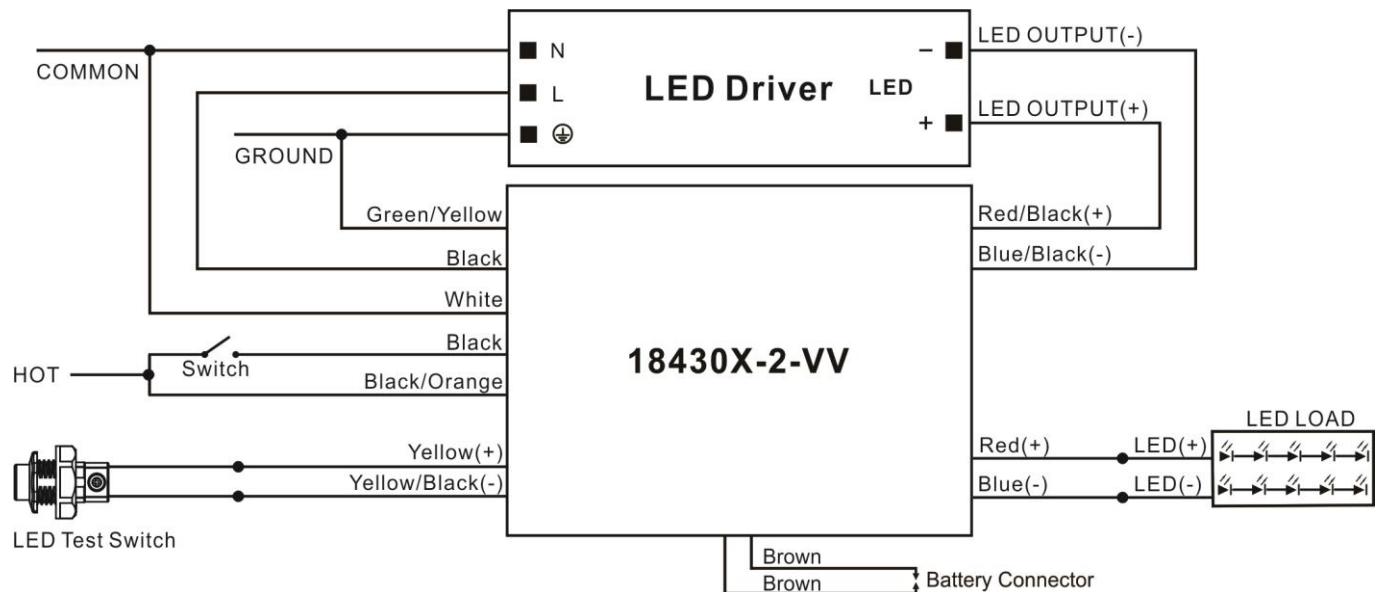 COMMON
N
L
GROUND
LED Driver
LED
−
+
LED OUTPUT(-)
LED OUTPUT(+)
Green/Yellow
Black
White
Black
HOT
Switch
Black/Orange
Yellow(+)
Yellow/Black(-)
LED Test Switch
18430X-2-VV
Red/Black(+)
Blue/Black(-)
Red(+)
Blue(-)
LED(+)
LED(-)
LED LOAD
Brown
Brown
Battery Connector